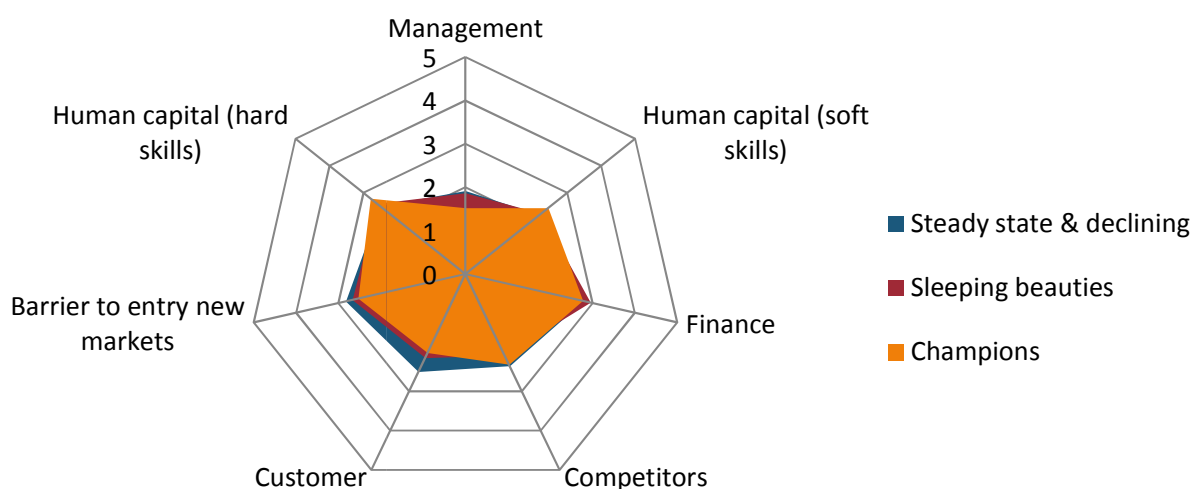 Management
5
4
3
2
1
0
Human capital (hard
skills)
Human capital (soft
skills)
Barrier to entry new
markets
Finance
Customer
Competitors
Steady state & declining
Sleeping beauties
Champions